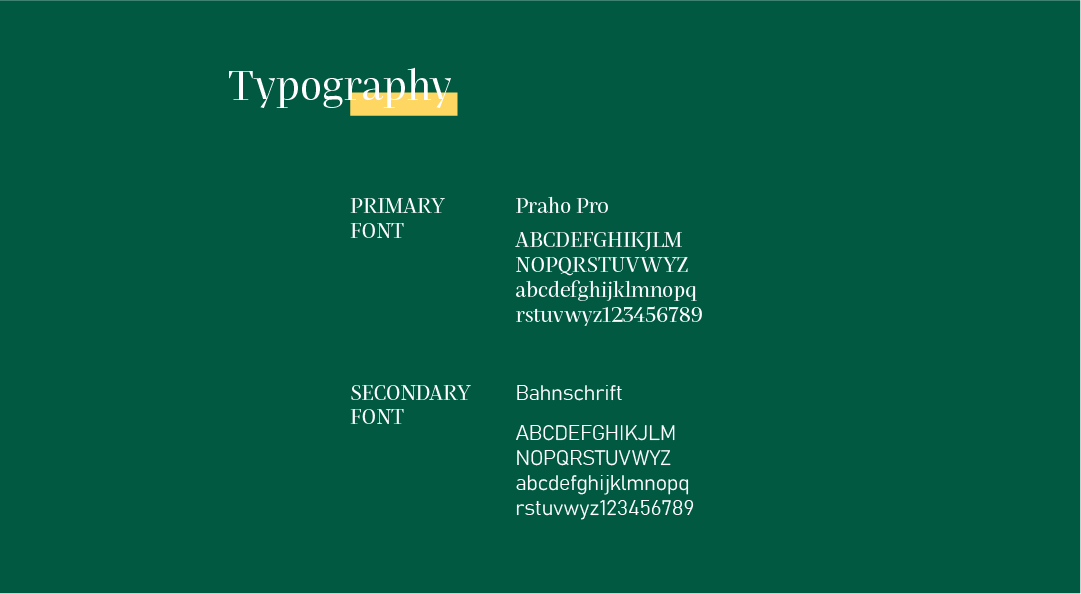 Typography
PRIMARY
FONT
Praho Pro
ABCDEFGHIKJLM
NOPQRSTUVWYZ
abcdefghijklmnopq
rstuvwyz123456789
SECONDARY
FONT
Bahnschrift
ABCDEFGHIKJLM
NOPQRSTUVWYZ
abcdefghijklmnopq
rstuvwyz123456789